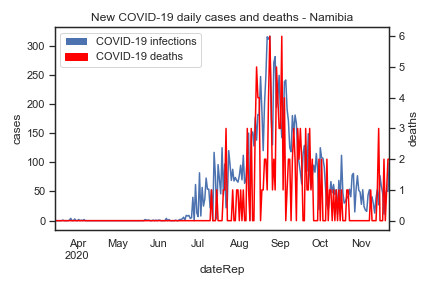 New COVID-19 daily cases and deaths - Namibia
COVID-19 infections
COVID-19 deaths
300
250
200
150
100
50
0
cases
6
5
4
3
2
1
0
deaths
Apr
2020
May
Jun
Jul
Aug
Sep
Oct
Nov
dateRep